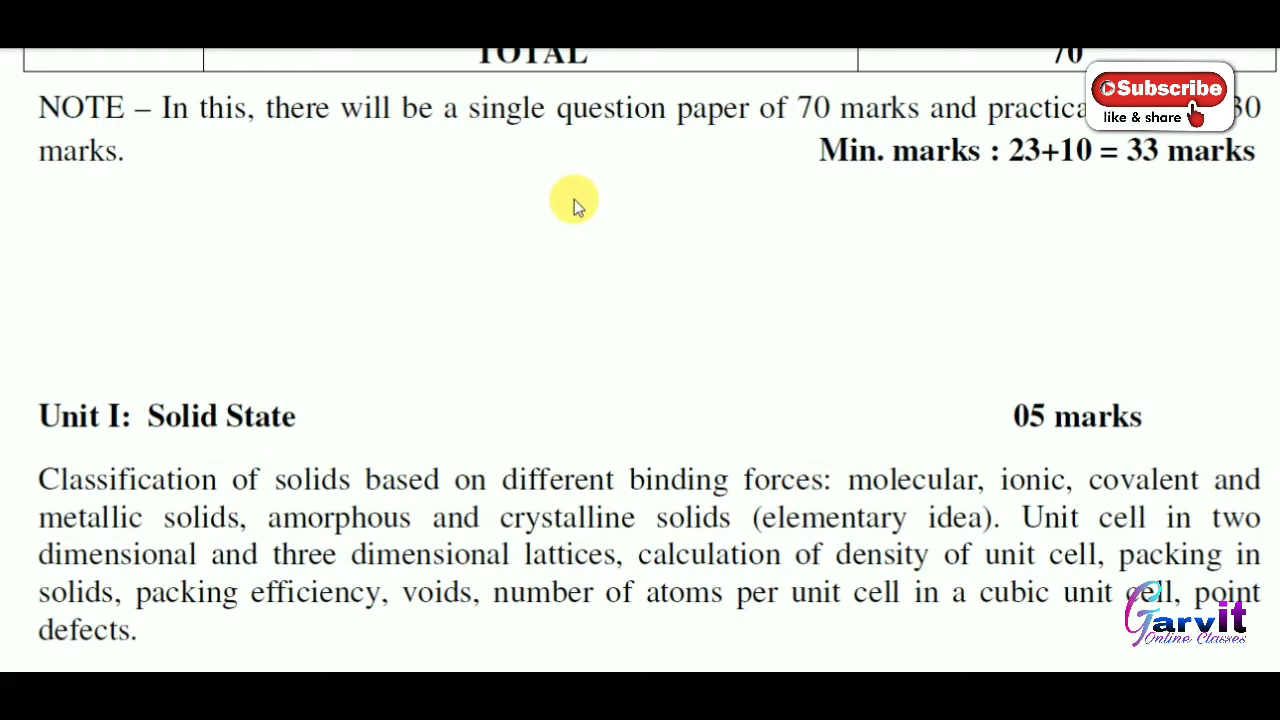 TOTAL 70
NOTE – In this, there will be a single question paper of 70 marks and practica 30
marks. Min. marks : 23+10 = 33 marks
Subscribe
like & share
Unit I: Solid State 05 marks
Classification of solids based on different binding forces: molecular, ionic, covalent and
metallic solids, amorphous and crystalline solids (elementary idea). Unit cell in two
dimensional and three dimensional lattices, calculation of density of unit cell, packing in
solids, packing efficiency, voids, number of atoms per unit cell in a cubic unit cell, point
defects.
Garvit
Online Classes